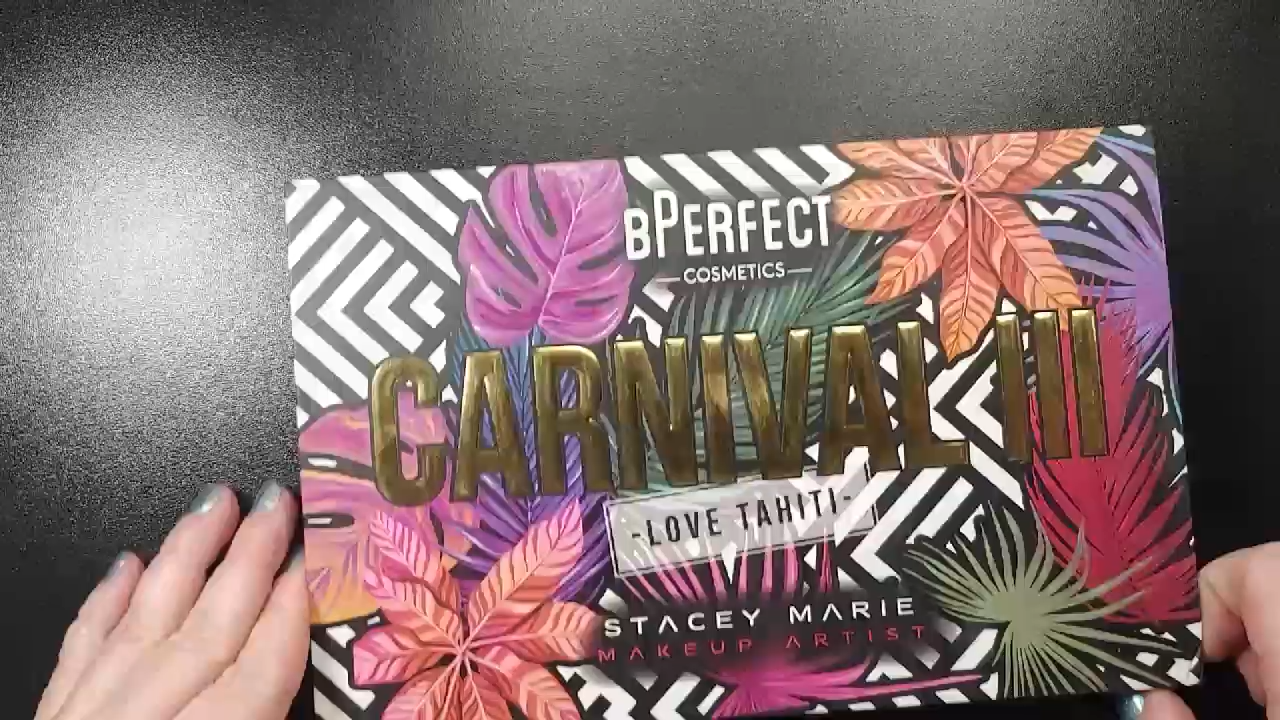 BPERFECT
COSMETICS
CARNIVAL III
-LOVE TAHITI-
STACEY MARIE
MAKEUP ARTIST